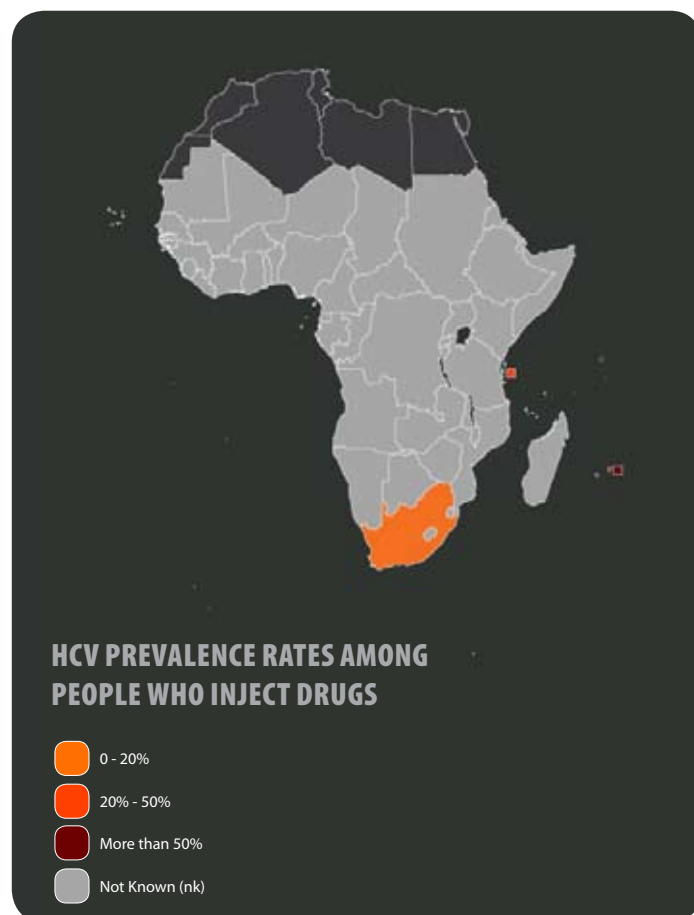 HCV PREVALENCE RATES AMONG
PEOPLE WHO INJECT DRUGS
0 - 20%
20% - 50%
More than 50%
Not Known (nk)